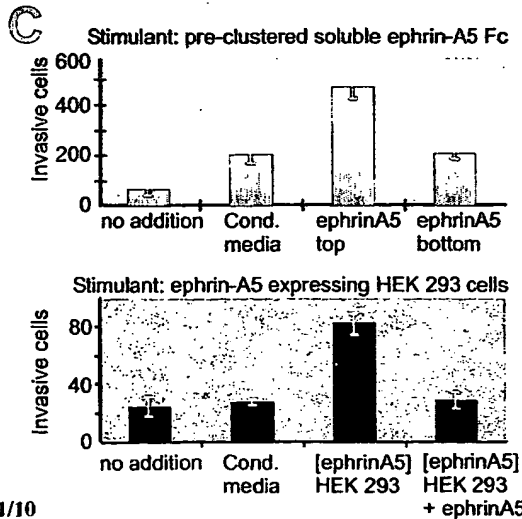 C
Stimulant: pre-clustered soluble ephrin-A5 Fc
Invasive cells
600
400
200
0
no addition
Cond. media
ephrinA5 top
ephrinA5 bottom
Stimulant: ephrin-A5 expressing HEK 293 cells
Invasive cells
80
40
0
no addition
Cond. media
[ephrinA5] HEK 293
[ephrinA5] HEK 293 + ephrinA5
1/10